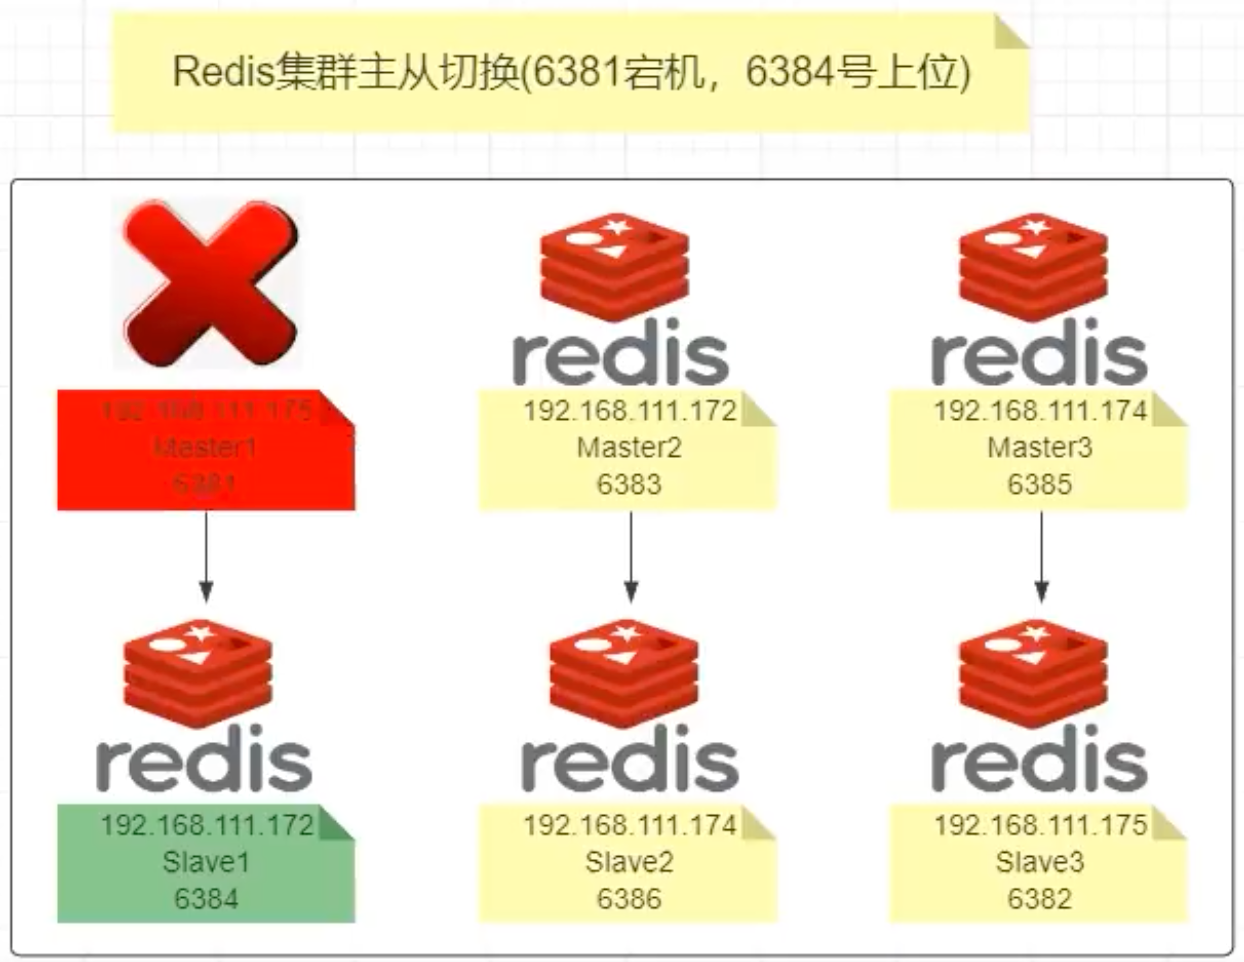 Redis集群主从切换(6381宕机，6384号上位)
redis
redis
192.168.111.175
Master1
6381
192.168.111.172
Master2
6383
192.168.111.174
Master3
6385
redis
redis
redis
192.168.111.172
Slave1
6384
192.168.111.174
Slave2
6386
192.168.111.175
Slave3
6382